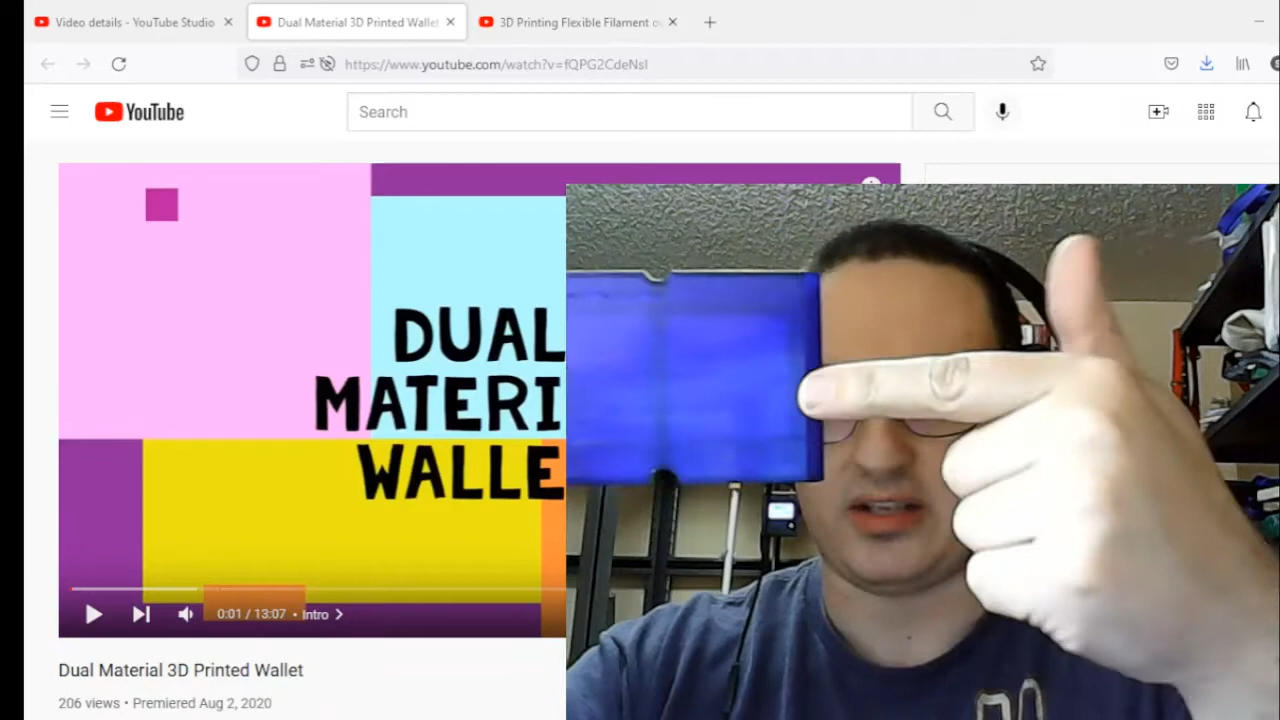 Video details - YouTube Studio
Dual Material 3D Printed Wallet
3D Printing Flexible Filament o
https://www.youtube.com/watch?v=fQPG2CdeNsI
YouTube
Search
DUAL
MATERI
WALLE
0:01 / 13:07 • Intro
Dual Material 3D Printed Wallet
206 views • Premiered Aug 2, 2020